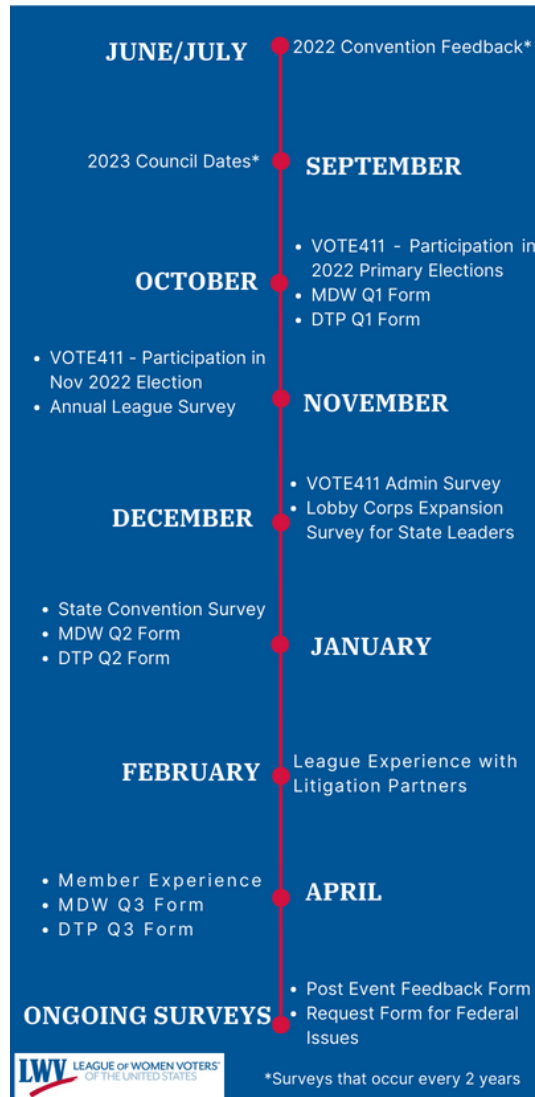 JUNE/JULY
2022 Convention Feedback*
2023 Council Dates*
SEPTEMBER
OCTOBER
• VOTE411 - Participation in
2022 Primary Elections
• MDW Q1 Form
• DTP Q1 Form
• VOTE411 - Participation in
Nov 2022 Election
• Annual League Survey
NOVEMBER
DECEMBER
• VOTE411 Admin Survey
• Lobby Corps Expansion
Survey for State Leaders
• State Convention Survey
• MDW Q2 Form
• DTP Q2 Form
JANUARY
FEBRUARY
League Experience with
Litigation Partners
• Member Experience
• MDW Q3 Form
• DTP Q3 Form
APRIL
ONGOING SURVEYS
• Post Event Feedback Form
• Request Form for Federal
Issues
LWV LEAGUE OF WOMEN VOTERS®
OF THE UNITED STATES
*Surveys that occur every 2 years